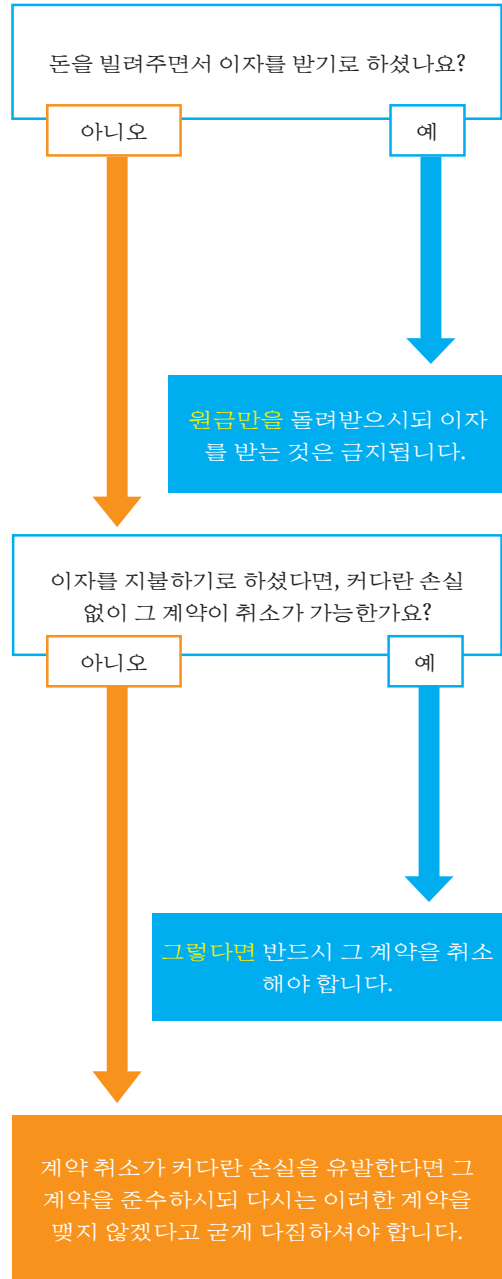 돈을 빌려주면서 이자를 받기로 하셨나요?
아니오
예
원금만을 돌려받으시되 이자
를 받는 것은 금지됩니다.
이자를 지불하기로 하셨다면, 커다란 손실
없이 그 계약이 취소가 가능한가요?
아니오
예
그렇다면 반드시 그 계약을 취소
해야 합니다.
계약 취소가 커다란 손실을 유발한다면 그
계약을 준수하시되 다시는 이러한 계약을
맺지 않겠다고 굳게 다짐하셔야 합니다.